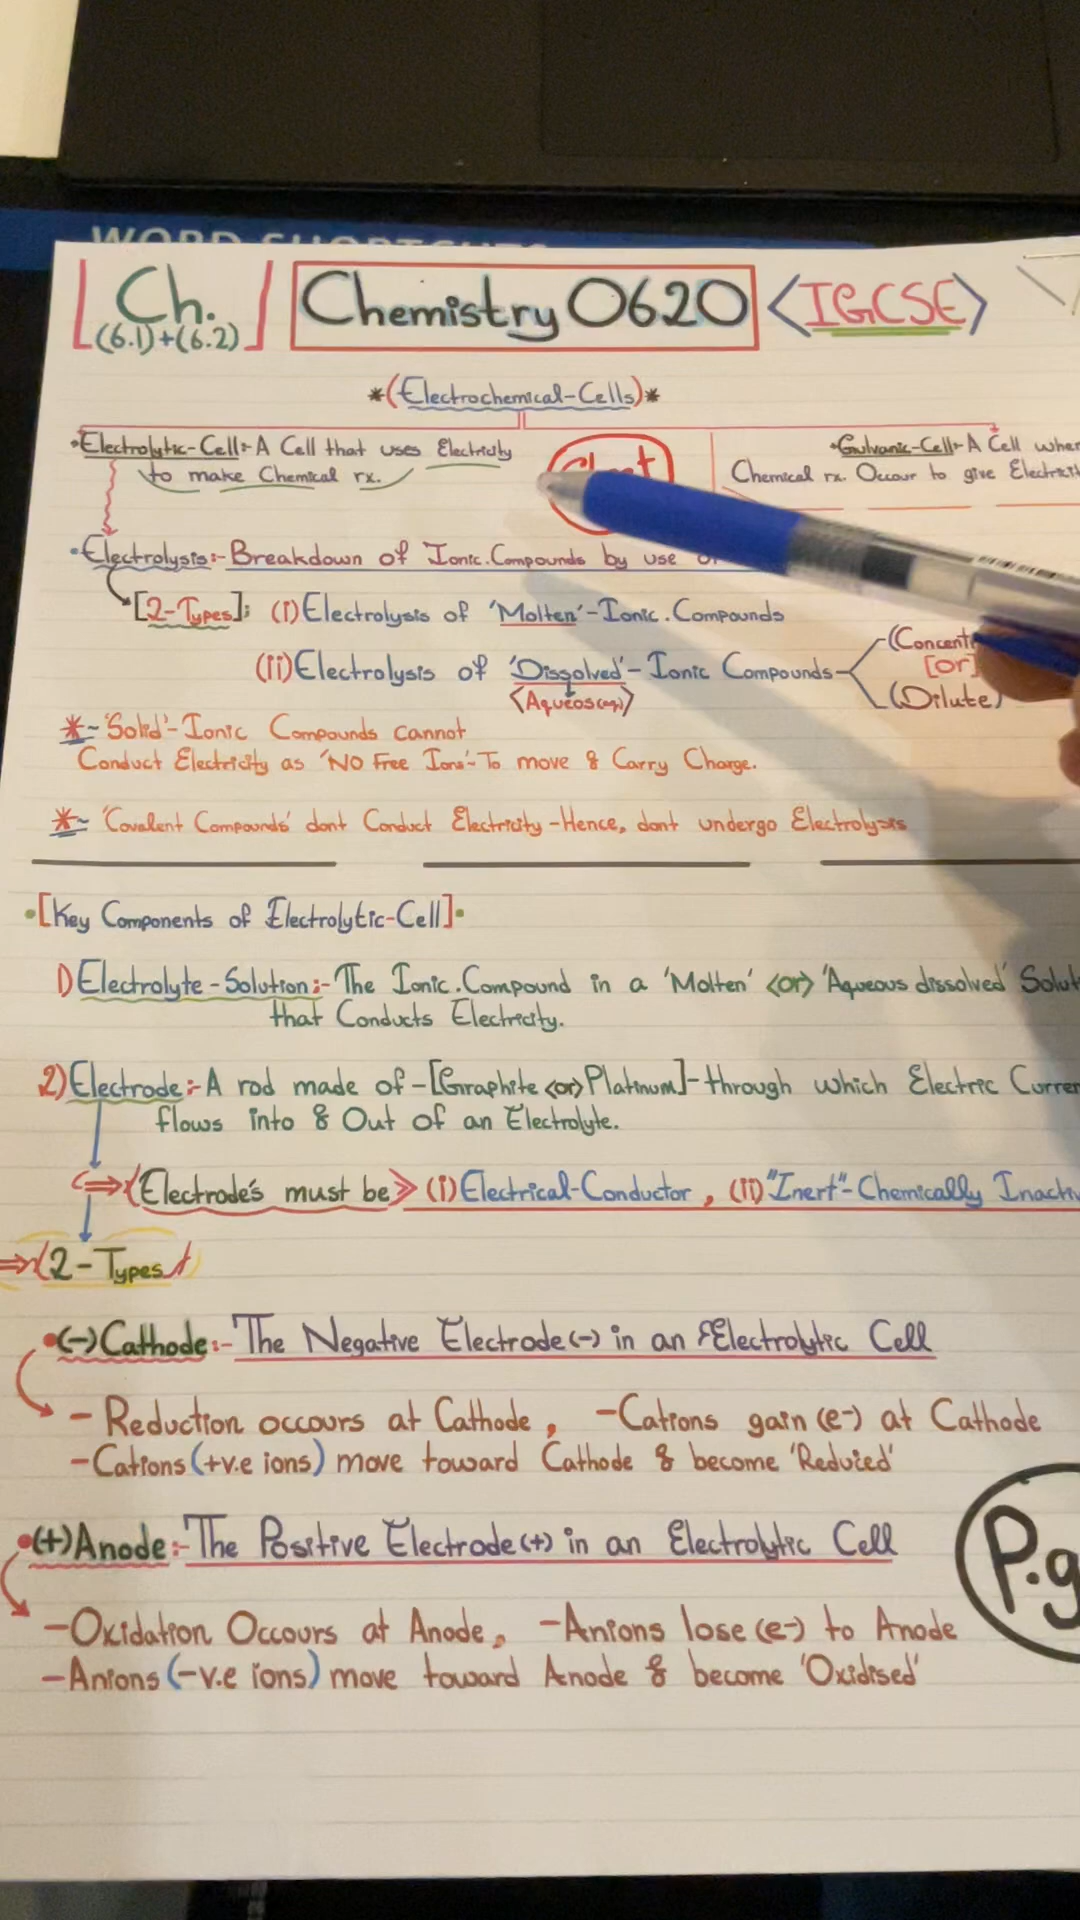 WORD SHORTCUTS
Ch.
(6.1)+(6.2)
Chemistry 0620 <IGCSE>
*(Electrochemical-Cells)*
•Electrolytic-Cell:- A Cell that uses Electricity
to make Chemical rx.
•Galvanic-Cell:- A Cell wher
Chemical rx. Occour to give Electricit
•Electrolysis:- Breakdown of Ionic.Compounds by use
[2-Types]: (i) Electrolysis of 'Molten'-Ionic.Compounds
(ii) Electrolysis of 'Dissolved'-Ionic Compounds
<Aqueos(aq)>
(Concent
[or]
(Dilute)
*~ 'Solid'-Ionic Compounds cannot
Conduct Electricity as 'NO Free Ions'-To move & Carry Charge.
*~ 'Covalent Compounds' dont Conduct Electricity-Hence, dont undergo Electrolysis
•[Key Components of Electrolytic-Cell]•
1) Electrolyte-Solution:- The Ionic.Compound in a 'Molten' <or> 'Aqueous dissolved' Solut
that Conducts Electricity.
2) Electrode:- A rod made of -[Graphite <or> Platinum]- through which Electric Curren
flows into & Out of an Electrolyte.
(Electrode's must be>> (i) Electrical-Conductor, (ii) "Inert"-Chemically Inactiv
(2-Types)
•(-)Cathode:- The Negative Electrode(-) in an Electrolytic Cell
- Reduction occours at Cathode, - Cations gain (e-) at Cathode
- Cations (+v.e ions) move toward Cathode & become 'Reduced'
•(+)Anode:- The Positive Electrode(+) in an Electrolytic Cell
- Oxidation Occours at Anode, - Anions lose (e-) to Anode
- Anions (-v.e ions) move toward Anode & become 'Oxidised'
P.g